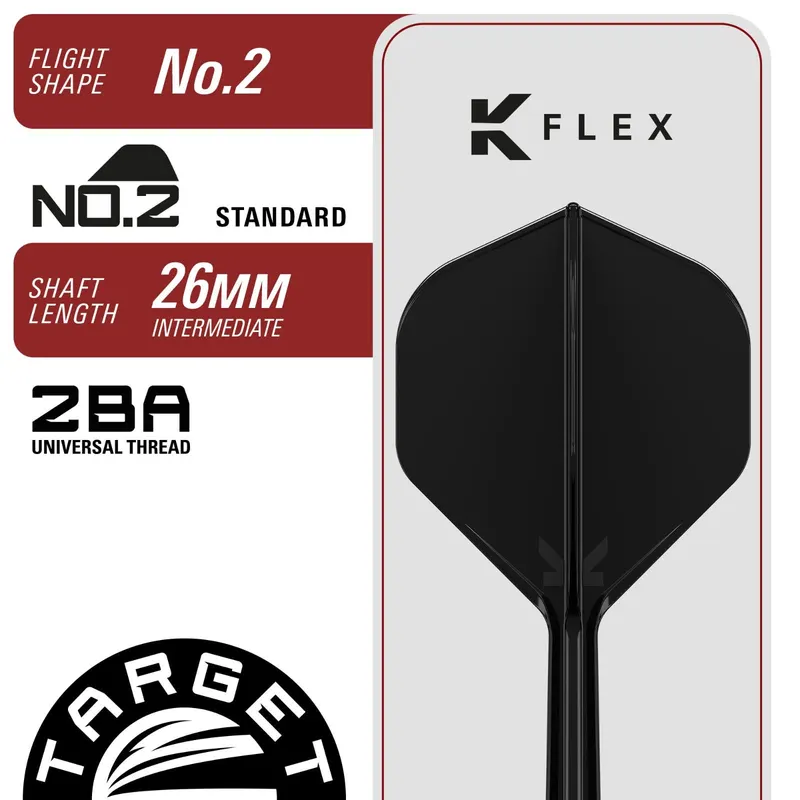 FLIGHT
SHAPE
No.2
NO.2
STANDARD
SHAFT
LENGTH
26MM
INTERMEDIATE
2BA
UNIVERSAL THREAD
TARGET
K FLEX